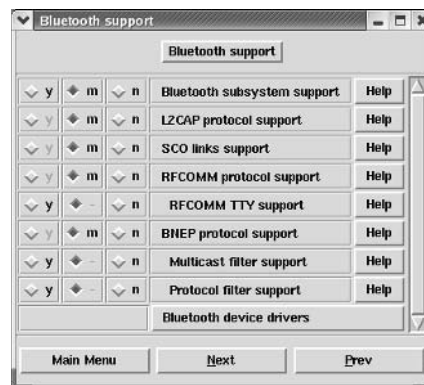 Bluetooth support
Bluetooth support
y m n Bluetooth subsystem support Help
y m n L2CAP protocol support Help
y m n SCO links support Help
y m n RFCOMM protocol support Help
y - n RFCOMM TTY support Help
y m n BNEP protocol support Help
y - n Multicast filter support Help
y - n Protocol filter support Help
Bluetooth device drivers
Main Menu Next Prev